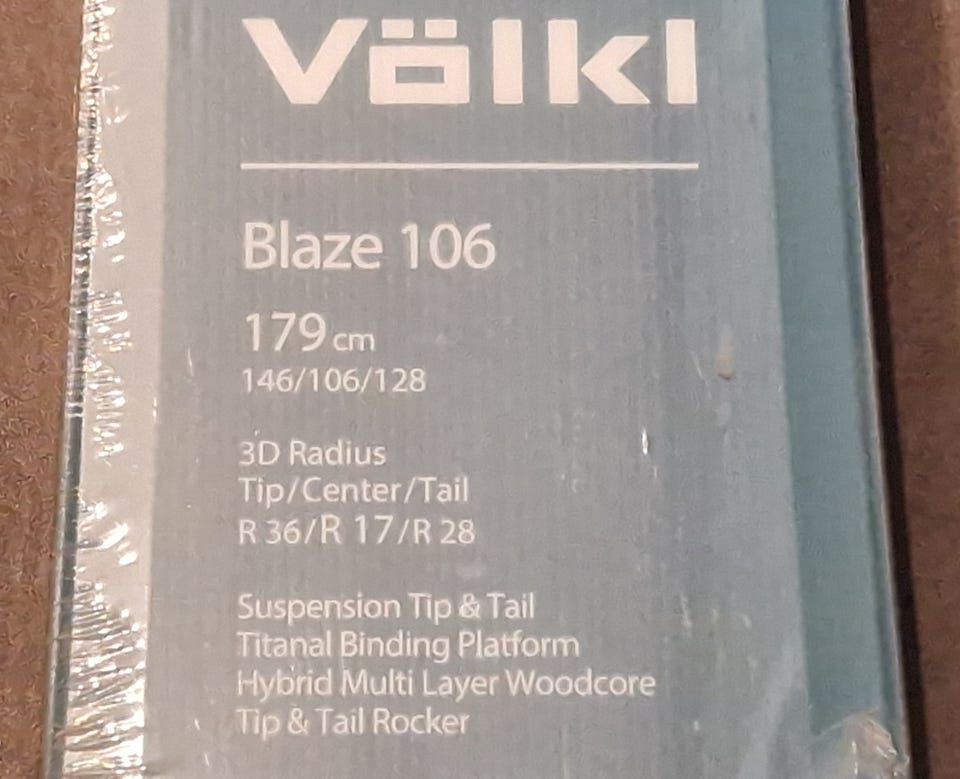 Völkl
Blaze 106
179 cm
146/106/128
3D Radius
Tip/Center/Tail
R 36/R 17/R 28
Suspension Tip & Tail
Titanal Binding Platform
Hybrid Multi Layer Woodcore
Tip & Tail Rocker